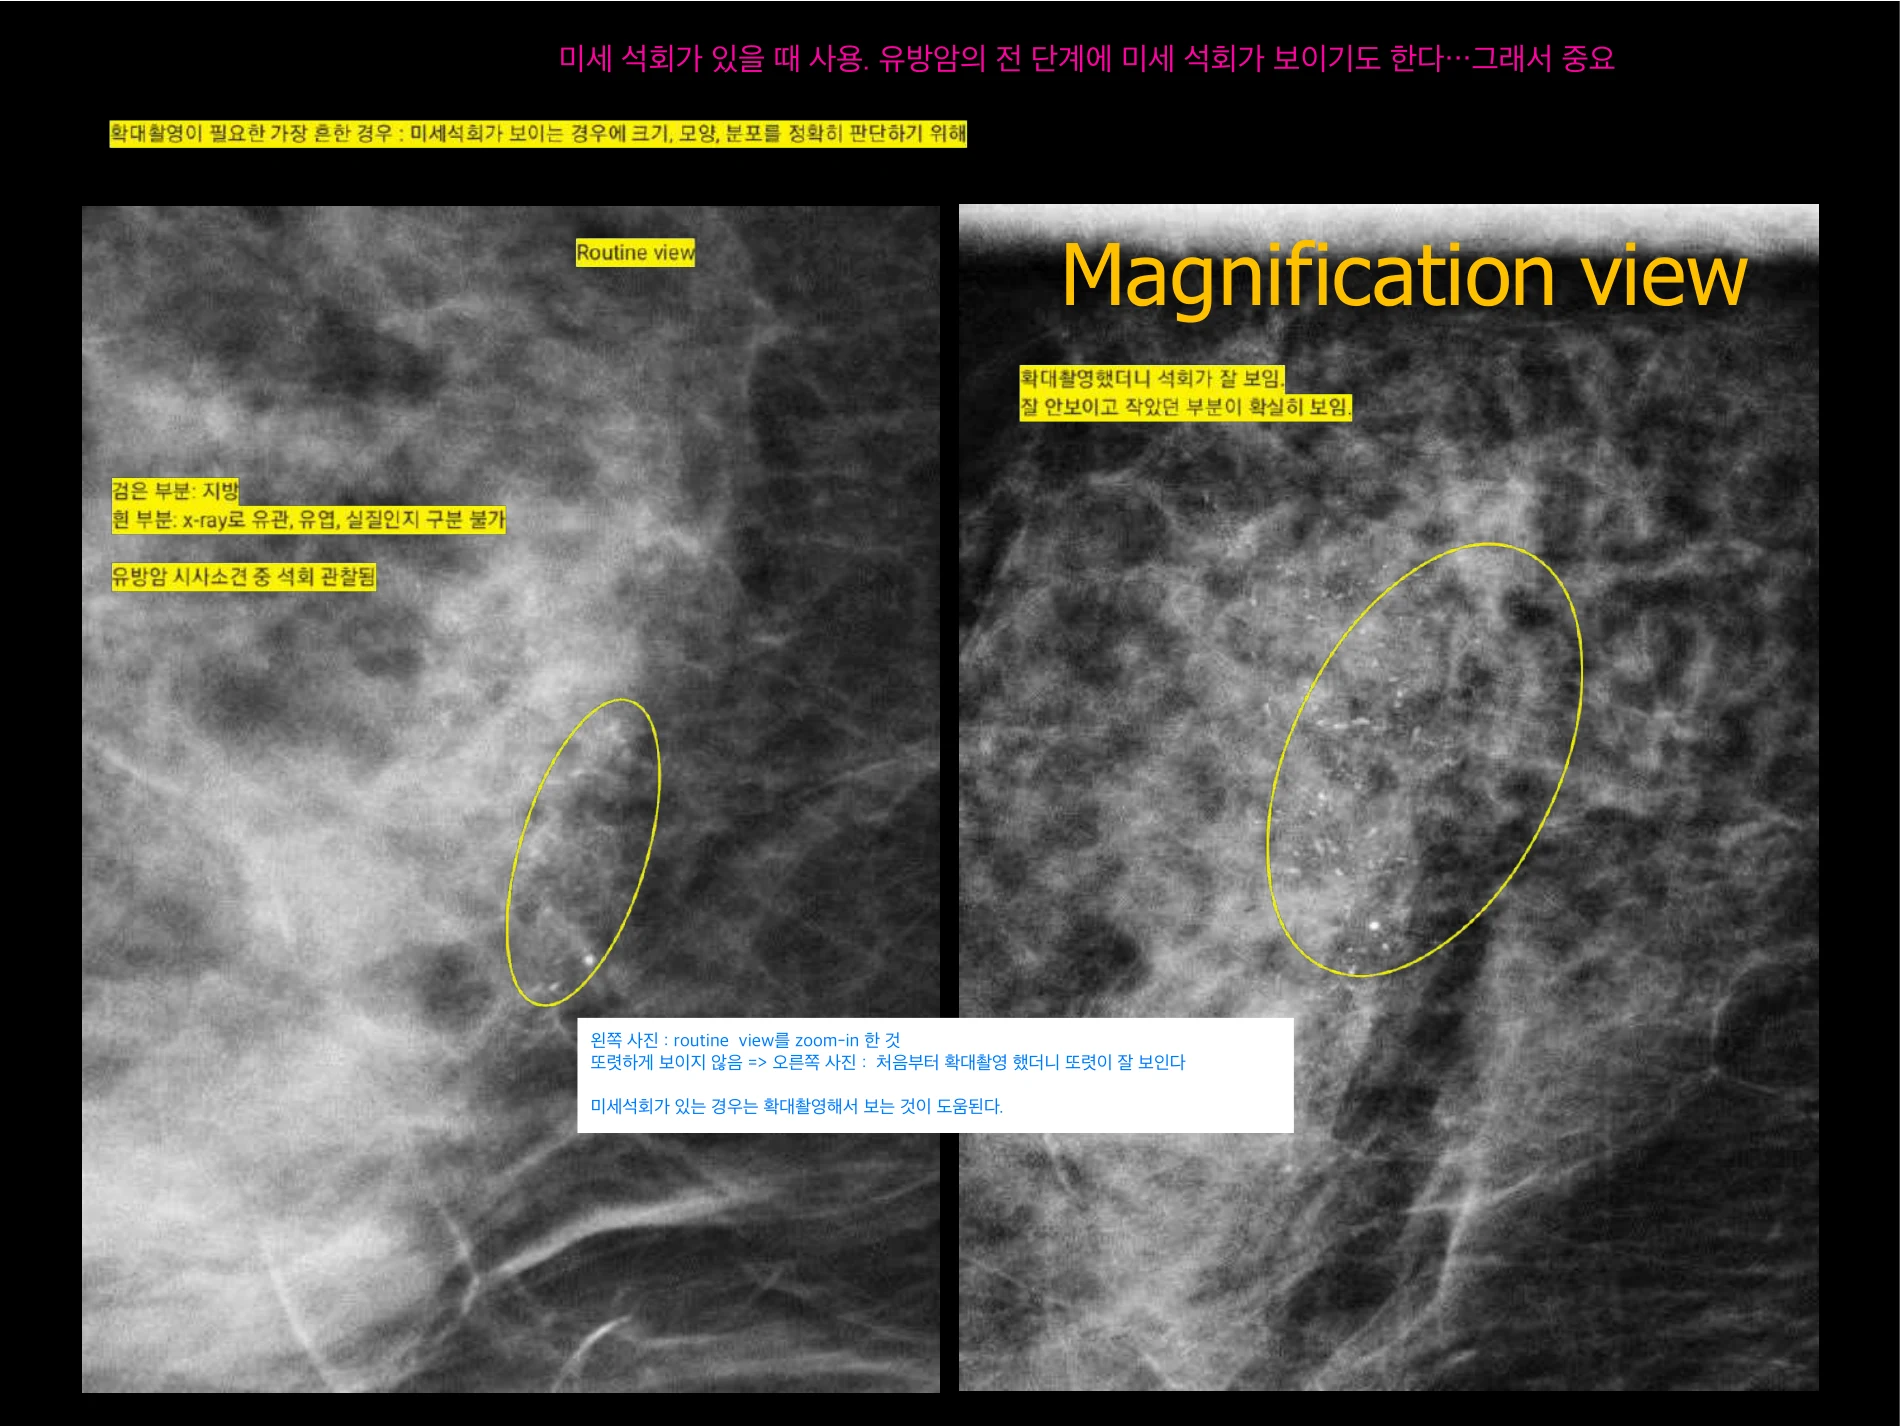 미세 석회가 있을 때 사용. 유방암의 전 단계에 미세 석회가 보이기도 한다…그래서 중요
확대촬영이 필요한 가장 흔한 경우 : 미세석회가 보이는 경우에 크기, 모양, 분포를 정확히 판단하기 위해
Routine view
Magnification view
확대촬영했더니 석회가 잘 보임.
잘 안보이고 작았던 부분이 확실히 보임.
검은 부분: 지방
흰 부분: x-ray로 유관, 유엽, 실질인지 구분 불가
유방암 시사소견 중 석회 관찰됨
왼쪽 사진 : routine view를 zoom-in 한 것
또렷하게 보이지 않음 => 오른쪽 사진 : 처음부터 확대촬영 했더니 또렷이 잘 보인다
미세석회가 있는 경우는 확대촬영해서 보는 것이 도움된다.